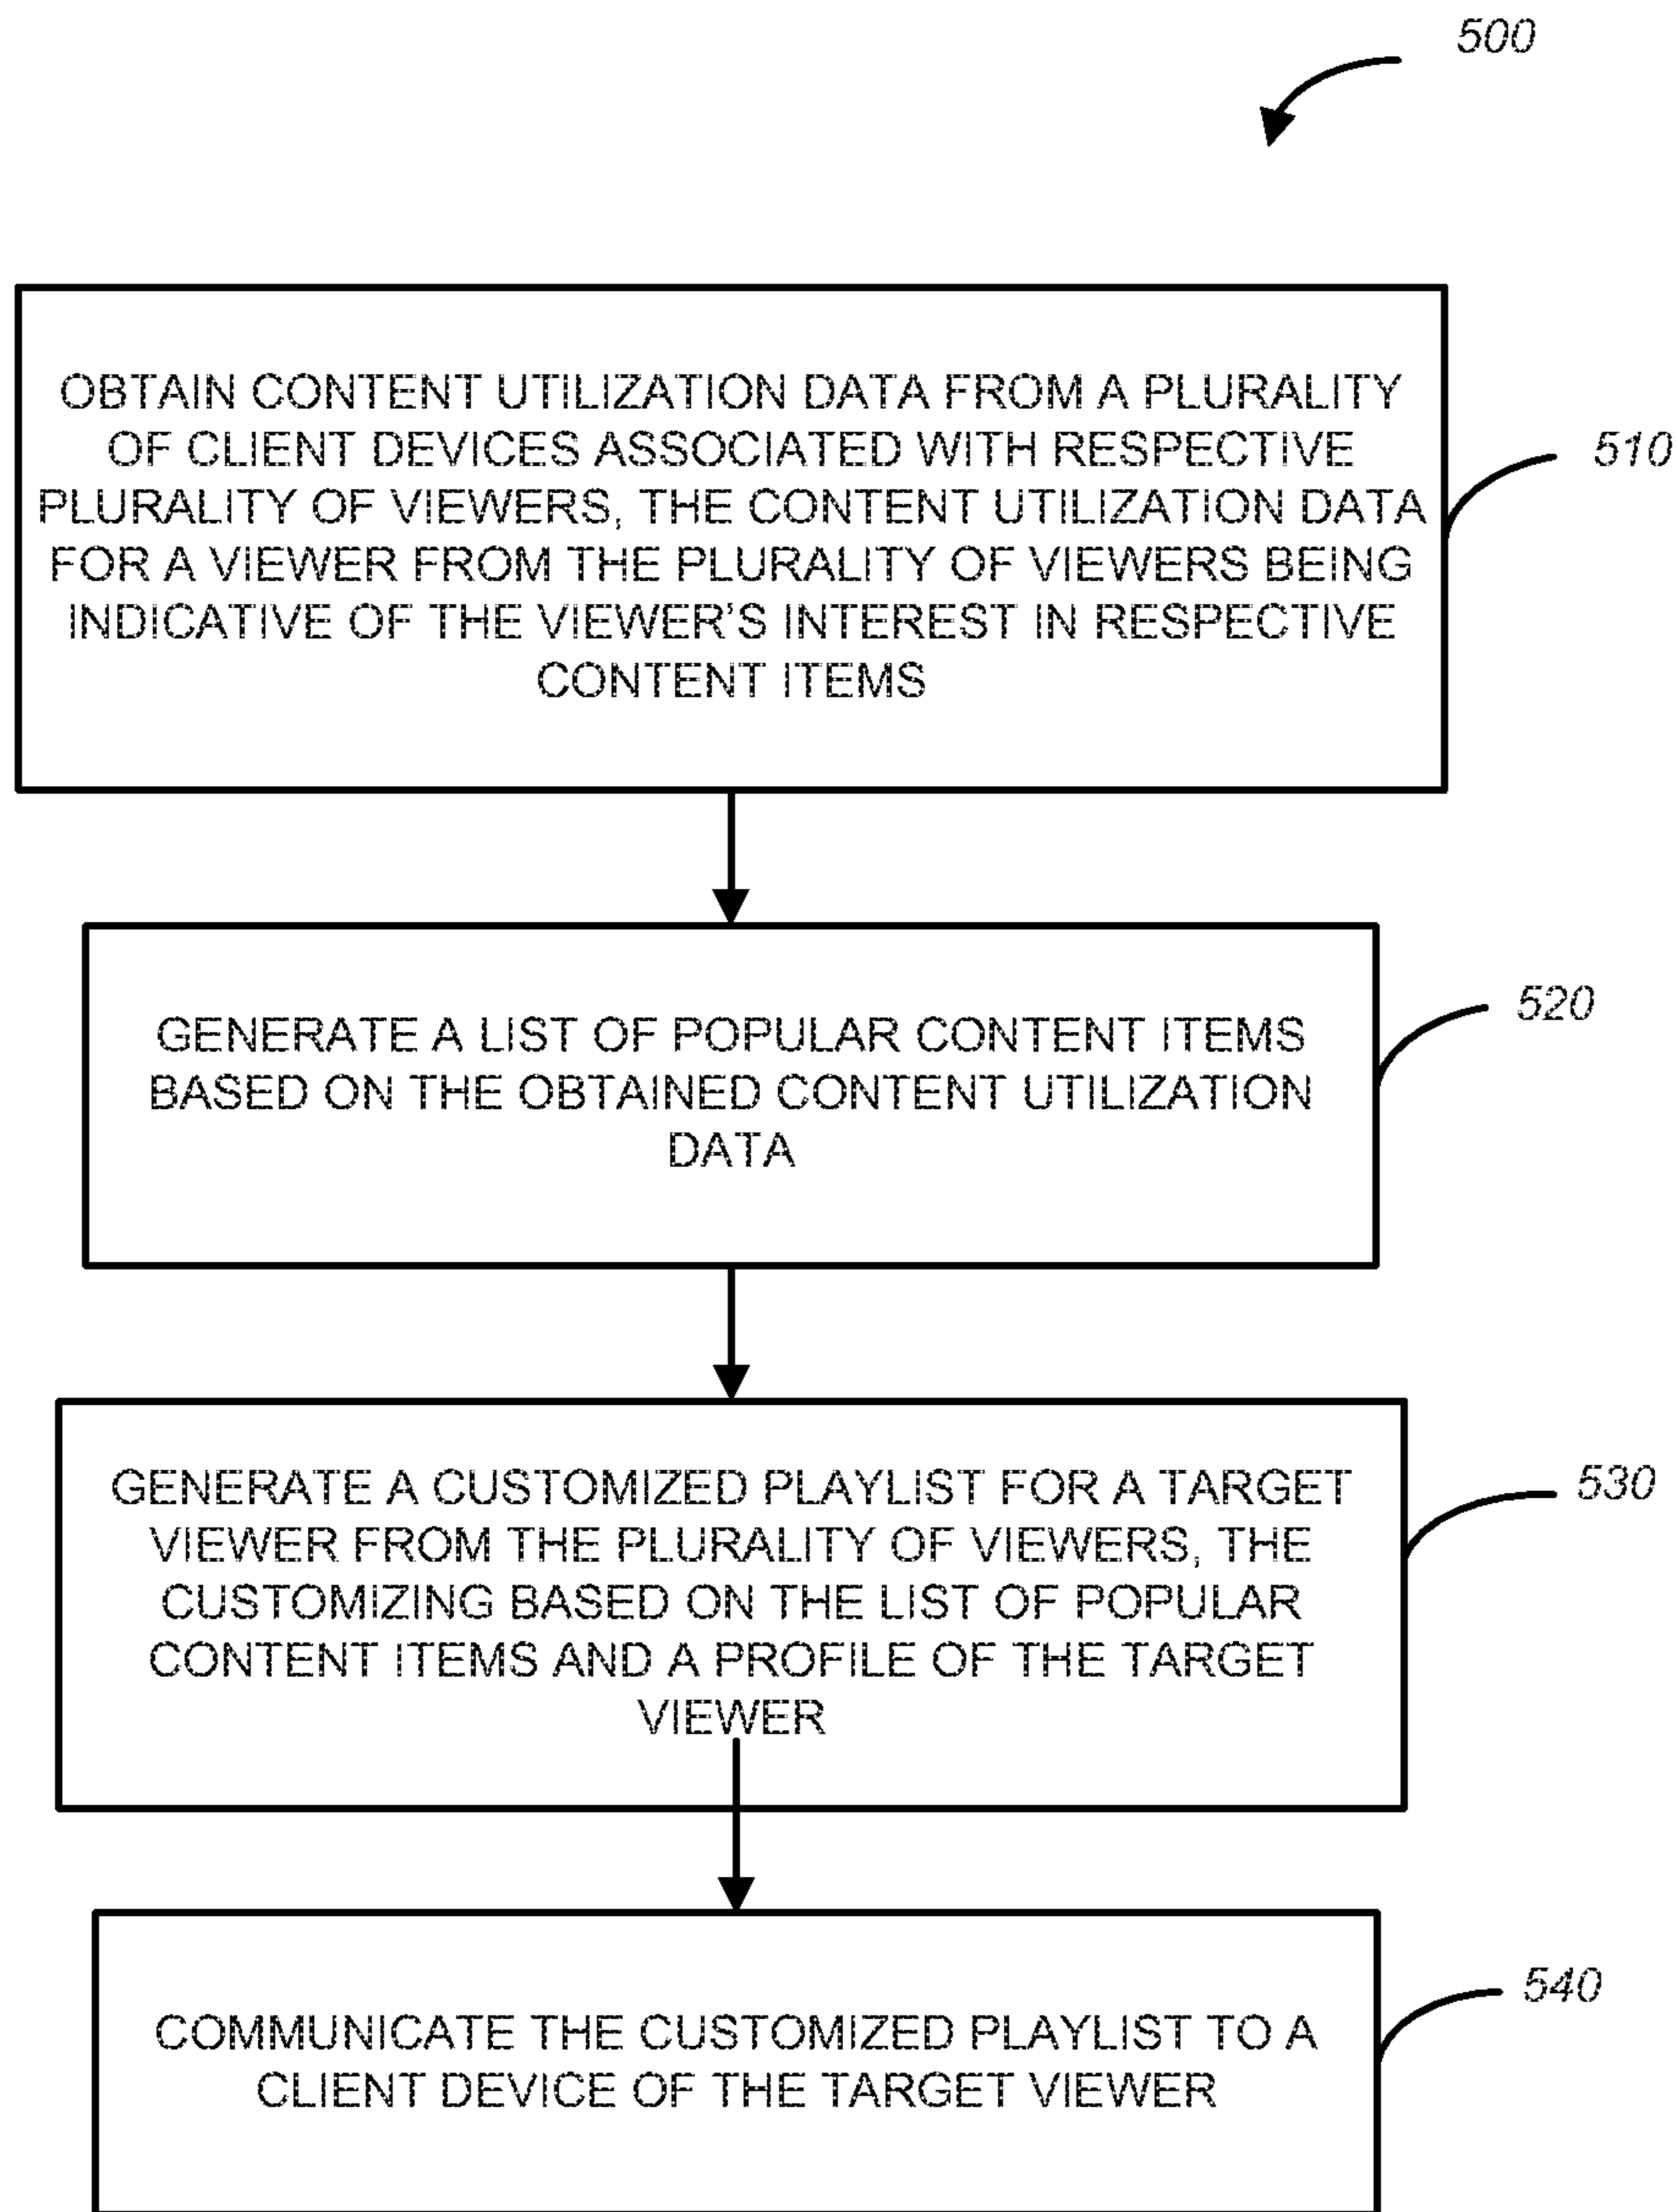 500
OBTAIN CONTENT UTILIZATION DATA FROM A PLURALITY
OF CLIENT DEVICES ASSOCIATED WITH RESPECTIVE
PLURALITY OF VIEWERS, THE CONTENT UTILIZATION DATA
FOR A VIEWER FROM THE PLURALITY OF VIEWERS BEING
INDICATIVE OF THE VIEWER'S INTEREST IN RESPECTIVE
CONTENT ITEMS
510
GENERATE A LIST OF POPULAR CONTENT ITEMS
BASED ON THE OBTAINED CONTENT UTILIZATION
DATA
520
GENERATE A CUSTOMIZED PLAYLIST FOR A TARGET
VIEWER FROM THE PLURALITY OF VIEWERS, THE
CUSTOMIZING BASED ON THE LIST OF POPULAR
CONTENT ITEMS AND A PROFILE OF THE TARGET
VIEWER
530
COMMUNICATE THE CUSTOMIZED PLAYLIST TO A
CLIENT DEVICE OF THE TARGET VIEWER
540